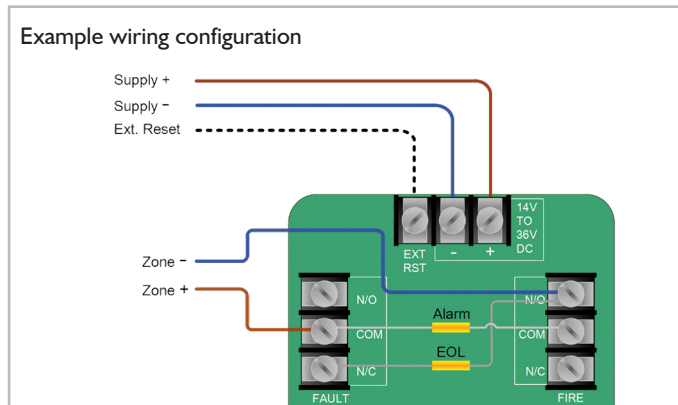 Example wiring configuration
Supply +
Supply -
Ext. Reset
14V
TO
36V
DC
EXT
RST
-
+
Zone -
Zone +
N/O
COM
N/C
FAULT
Alarm
EOL
N/O
COM
N/C
FIRE